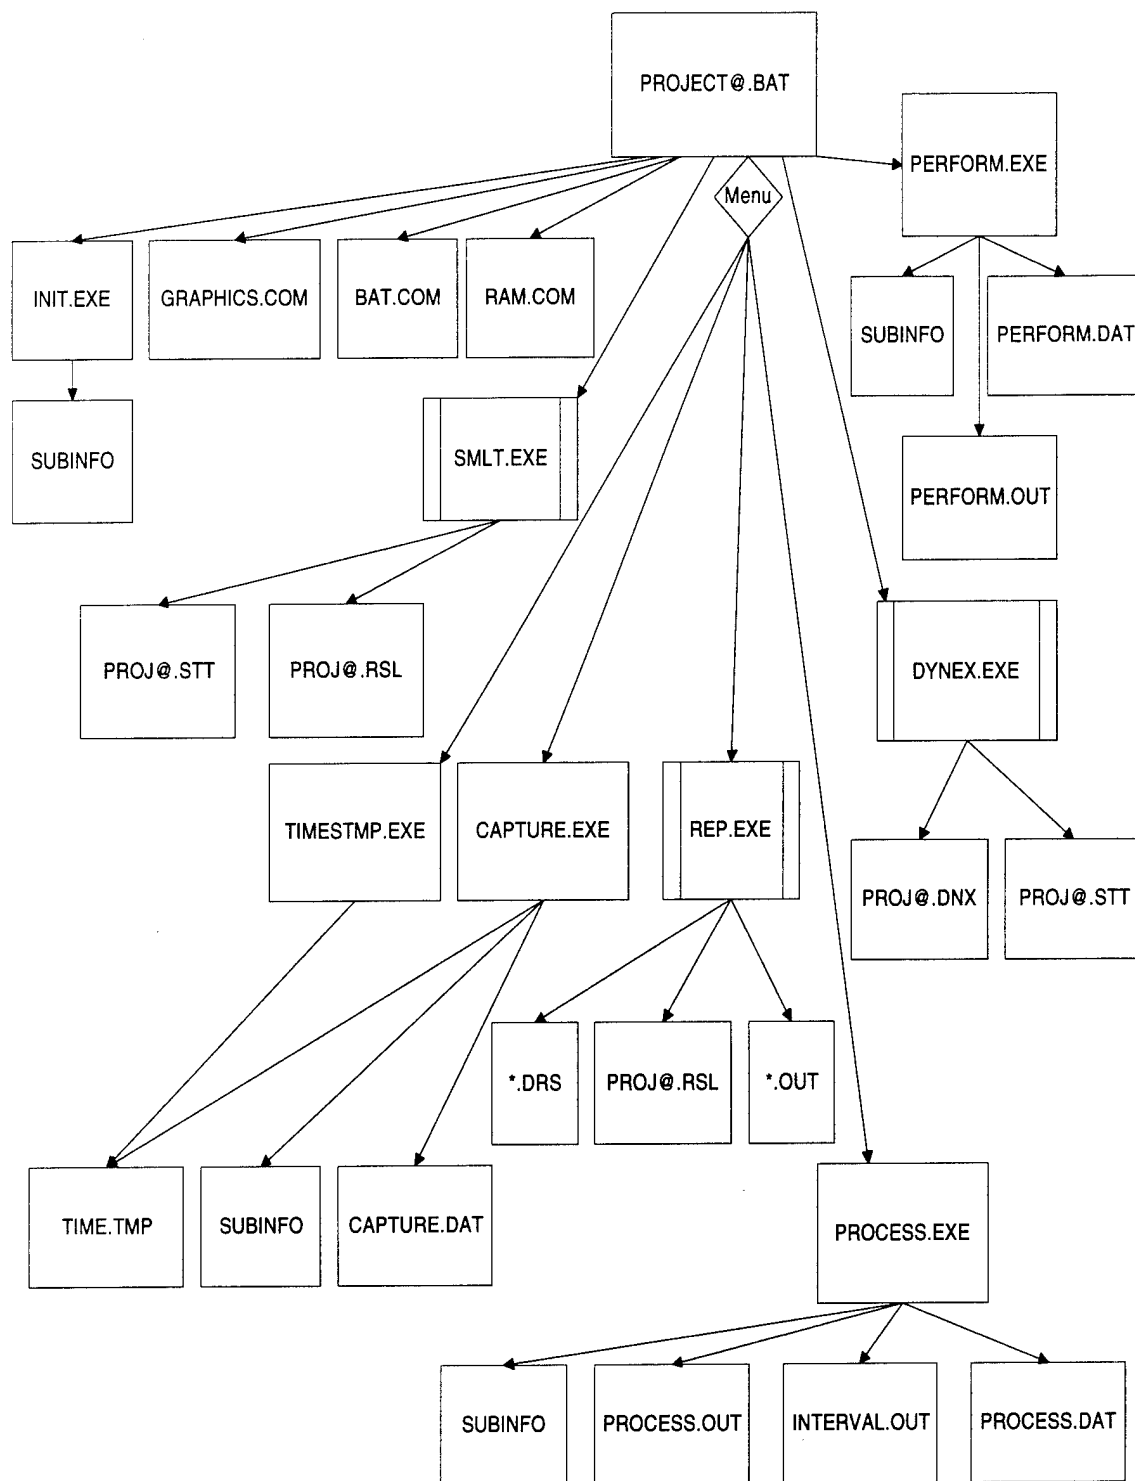 PROJECT@.BAT
PERFORM.EXE
Menu
INIT.EXE
GRAPHICS.COM
BAT.COM
RAM.COM
SUBINFO
PERFORM.DAT
SUBINFO
SMLT.EXE
PERFORM.OUT
PROJ@.STT
PROJ@.RSL
DYNEX.EXE
TIMESTMP.EXE
CAPTURE.EXE
REP.EXE
PROJ@.DNX
PROJ@.STT
*.DRS
PROJ@.RSL
*.OUT
TIME.TMP
SUBINFO
CAPTURE.DAT
PROCESS.EXE
SUBINFO
PROCESS.OUT
INTERVAL.OUT
PROCESS.DAT